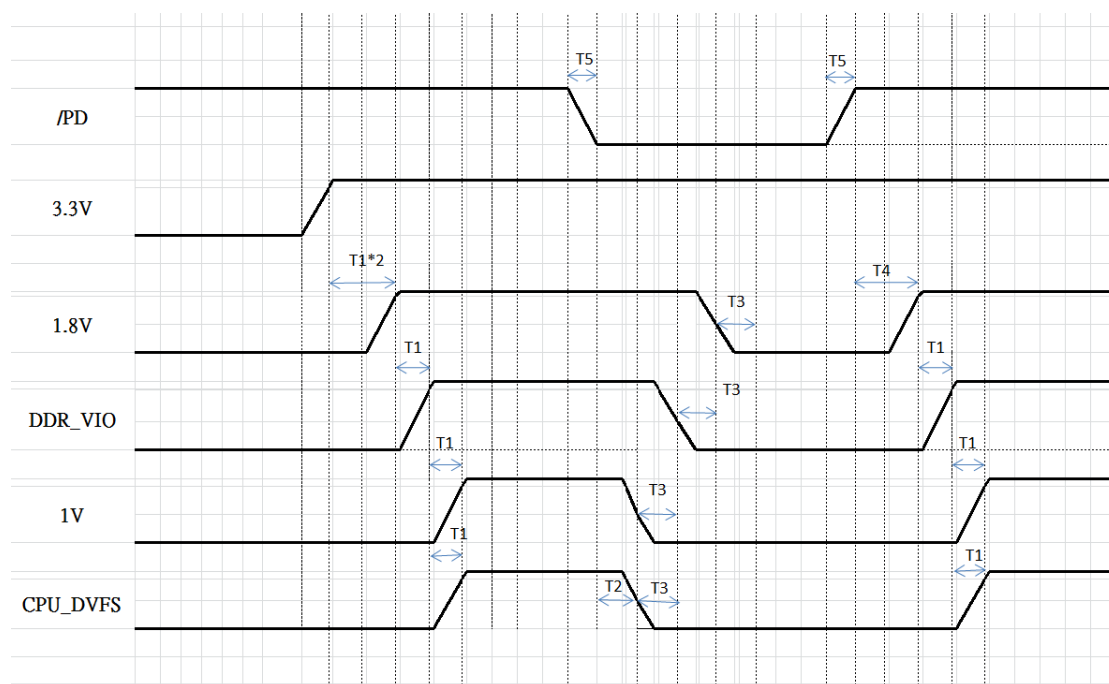 T5 T5
/PD
3.3V
T1*2 T4
1.8V T3
T1 T1
DDR_VIO T3
T1 T1
1V T3
T1 T1
CPU_DVFS T2 T3